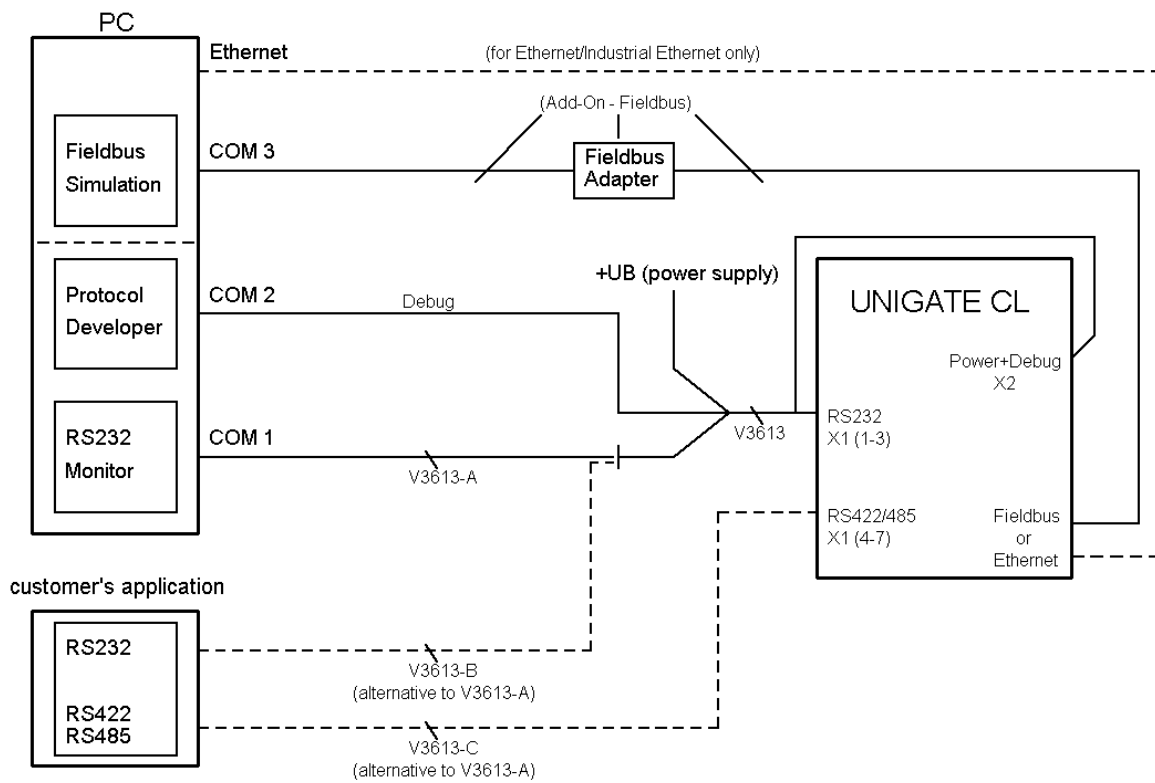 PC
Ethernet
(for Ethernet/Industrial Ethernet only)
(Add-On - Fieldbus)
Fieldbus
Simulation
COM 3
Fieldbus
Adapter
Protocol
Developer
COM 2
Debug
+UB (power supply)
UNIGATE CL
Power+Debug
X2
RS232
Monitor
COM 1
V3613-A
V3613
RS232
X1 (1-3)
RS422/485
X1 (4-7)
Fieldbus
or
Ethernet
customer's application
RS232
V3613-B
(alternative to V3613-A)
RS422
RS485
V3613-C
(alternative to V3613-A)